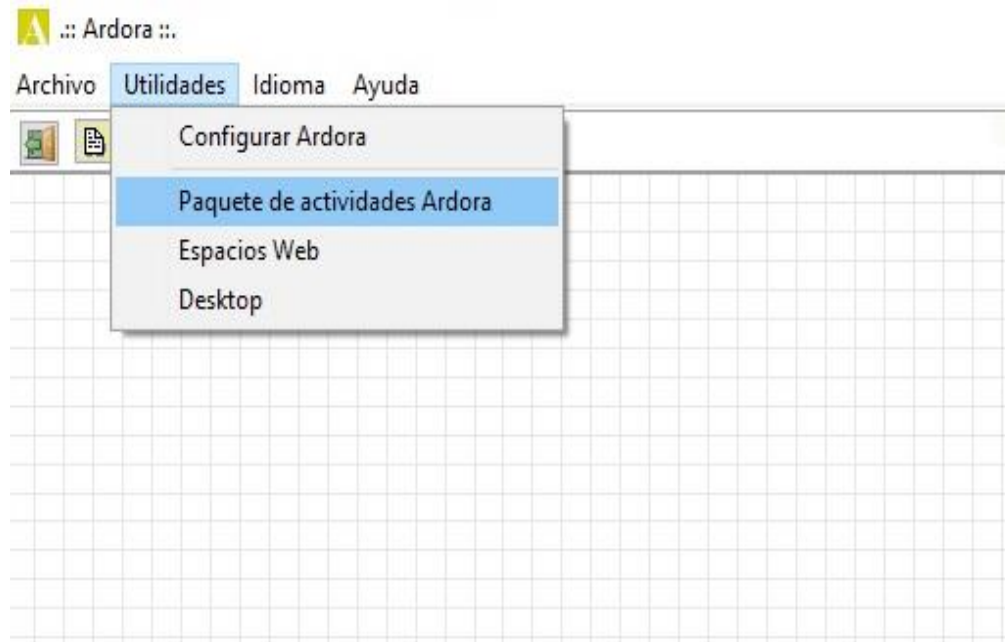 A .:: Ardora ::.
Archivo Utilidades Idioma Ayuda
Configurar Ardora
Paquete de actividades Ardora
Espacios Web
Desktop